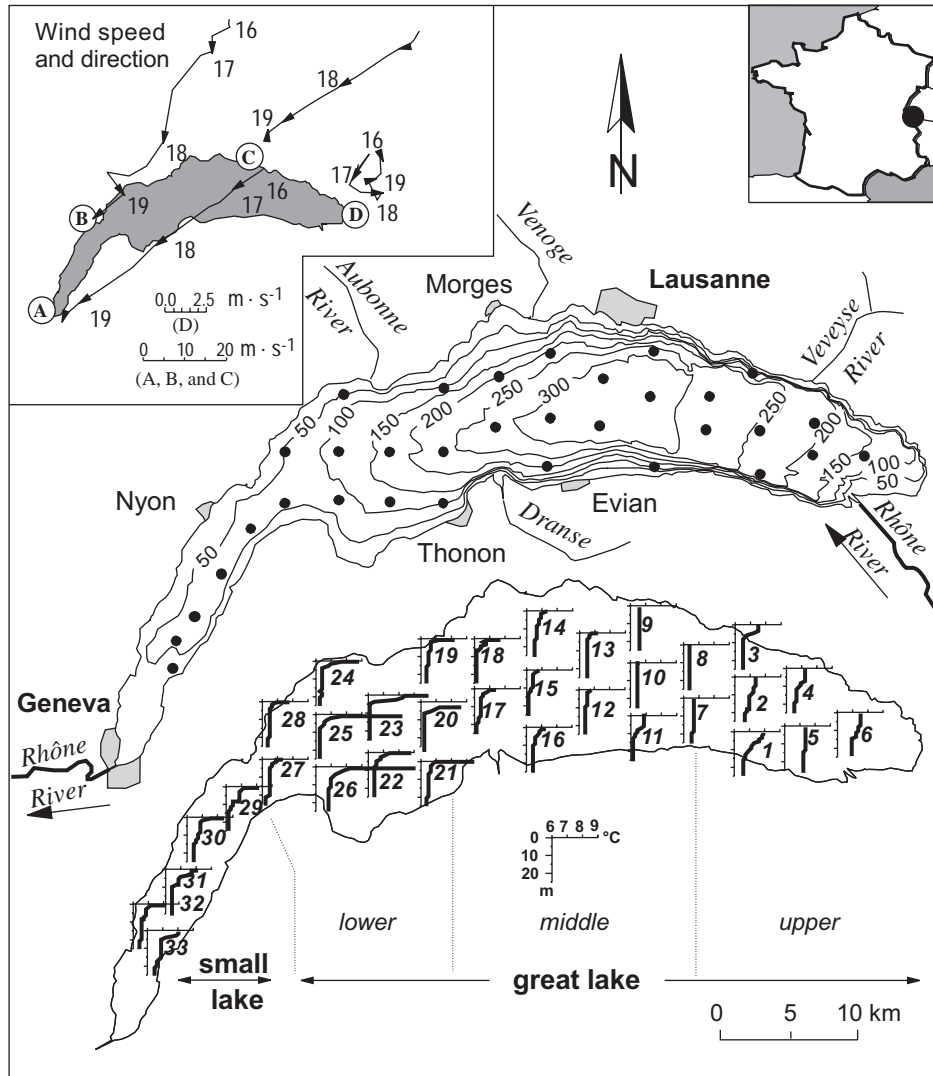 Wind speed
and direction
16
17
18
19
18
19
16
17
18
19
16
17
19
18
A
B
C
D
0.0 2.5 m · s⁻¹
(D)
0 10 20 m · s⁻¹
(A, B, and C)
N
Aubonne
River
Morges
Venoge
Lausanne
Veveyse
River
50
100
150
200
250
300
250
200
150
100
50
50
Nyon
Thonon
Dranse
Evian
Rhône
River
Geneva
Rhône
River
14
9
19
18
13
8
3
24
15
10
4
28
23
20
17
12
7
2
25
16
11
5
6
27
26
22
21
1
29
30
31
32
33
6 7 8 9 °C
0
10
20
m
lower
middle
upper
small
lake
great lake
0 5 10 km